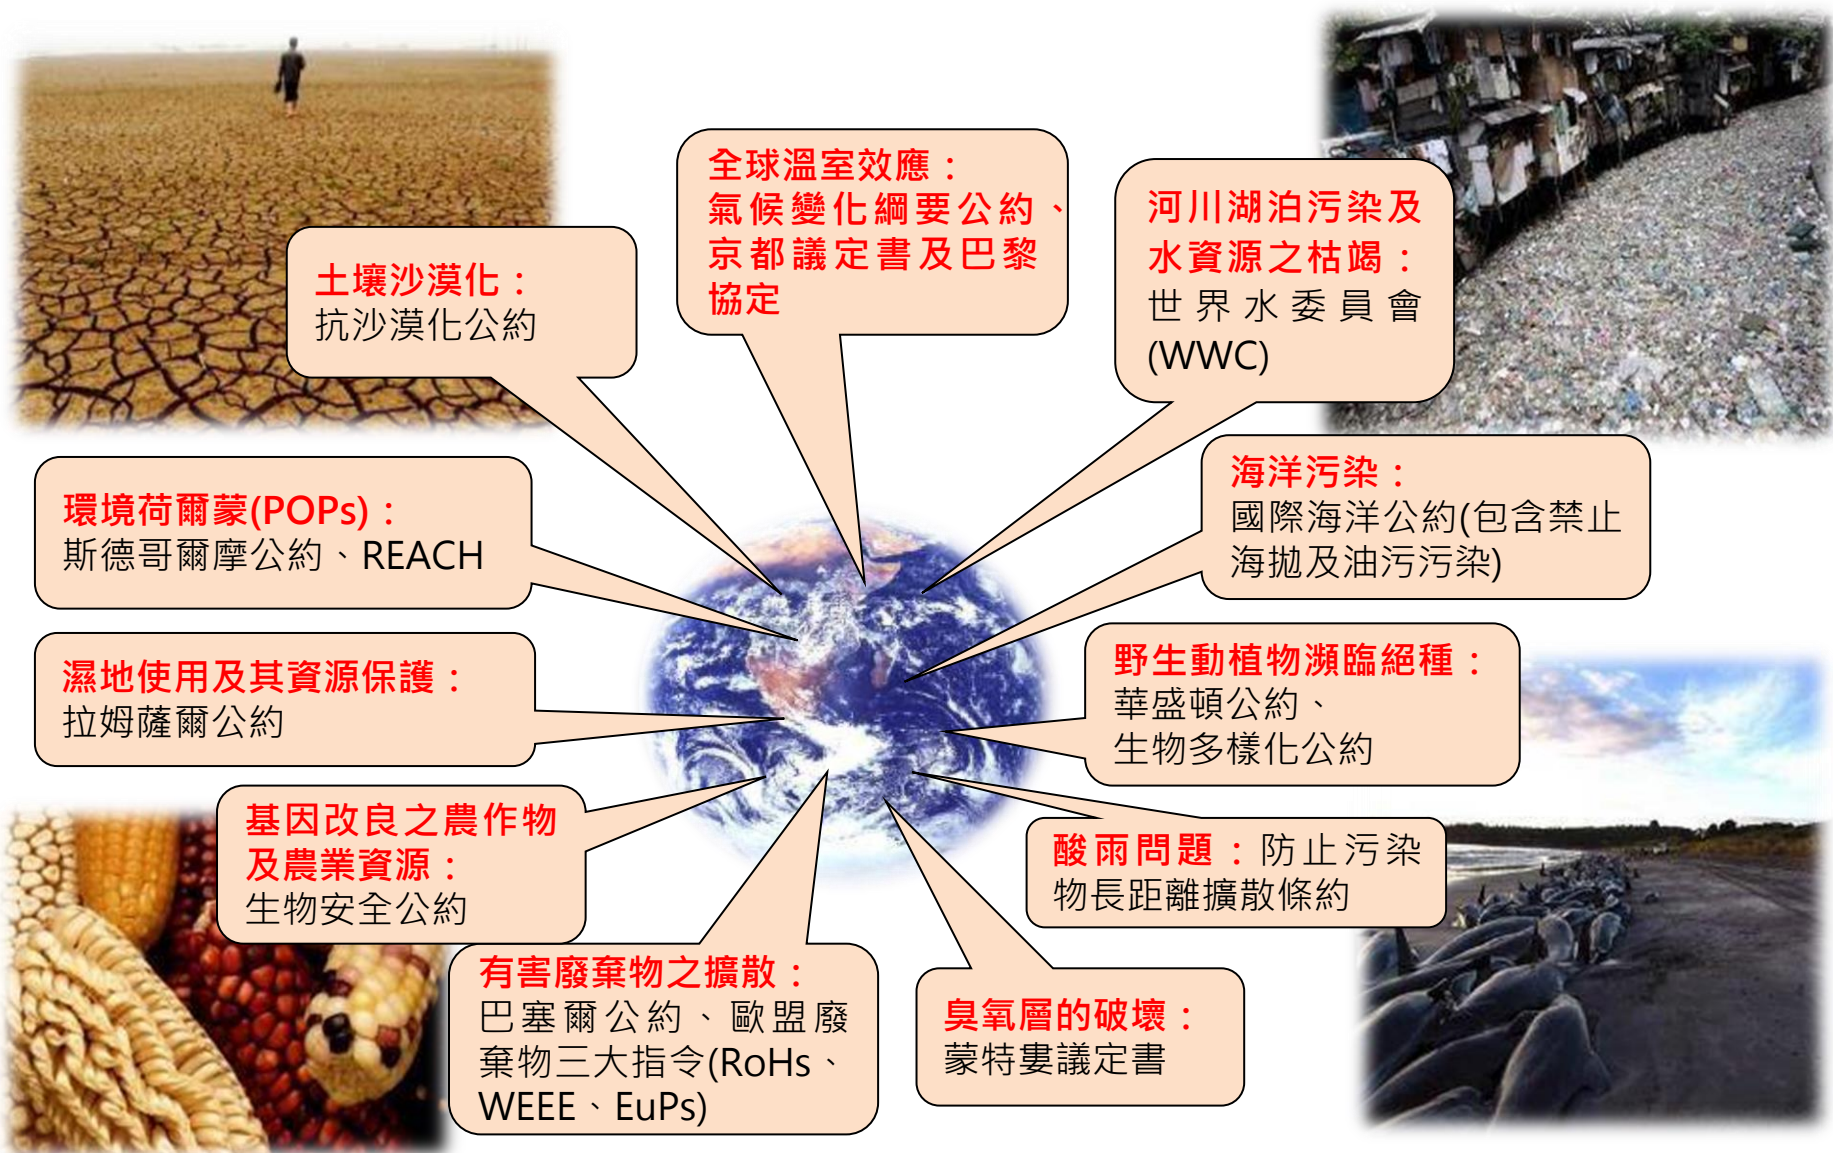 全球溫室效應：
氣候變化綱要公約、
京都議定書及巴黎
協定
河川湖泊污染及
水資源之枯竭：
世界水委員會
(WWC)
土壤沙漠化：
抗沙漠化公約
海洋污染：
國際海洋公約(包含禁止
海拋及油污污染)
環境荷爾蒙(POPs)：
斯德哥爾摩公約、REACH
野生動植物瀕臨絕種：
華盛頓公約、
生物多樣化公約
濕地使用及其資源保護：
拉姆薩爾公約
基因改良之農作物
及農業資源：
生物安全公約
酸雨問題：防止污染
物長距離擴散條約
有害廢棄物之擴散：
巴塞爾公約、歐盟廢
棄物三大指令(RoHs、
WEEE、EuPs)
臭氧層的破壞：
蒙特婁議定書